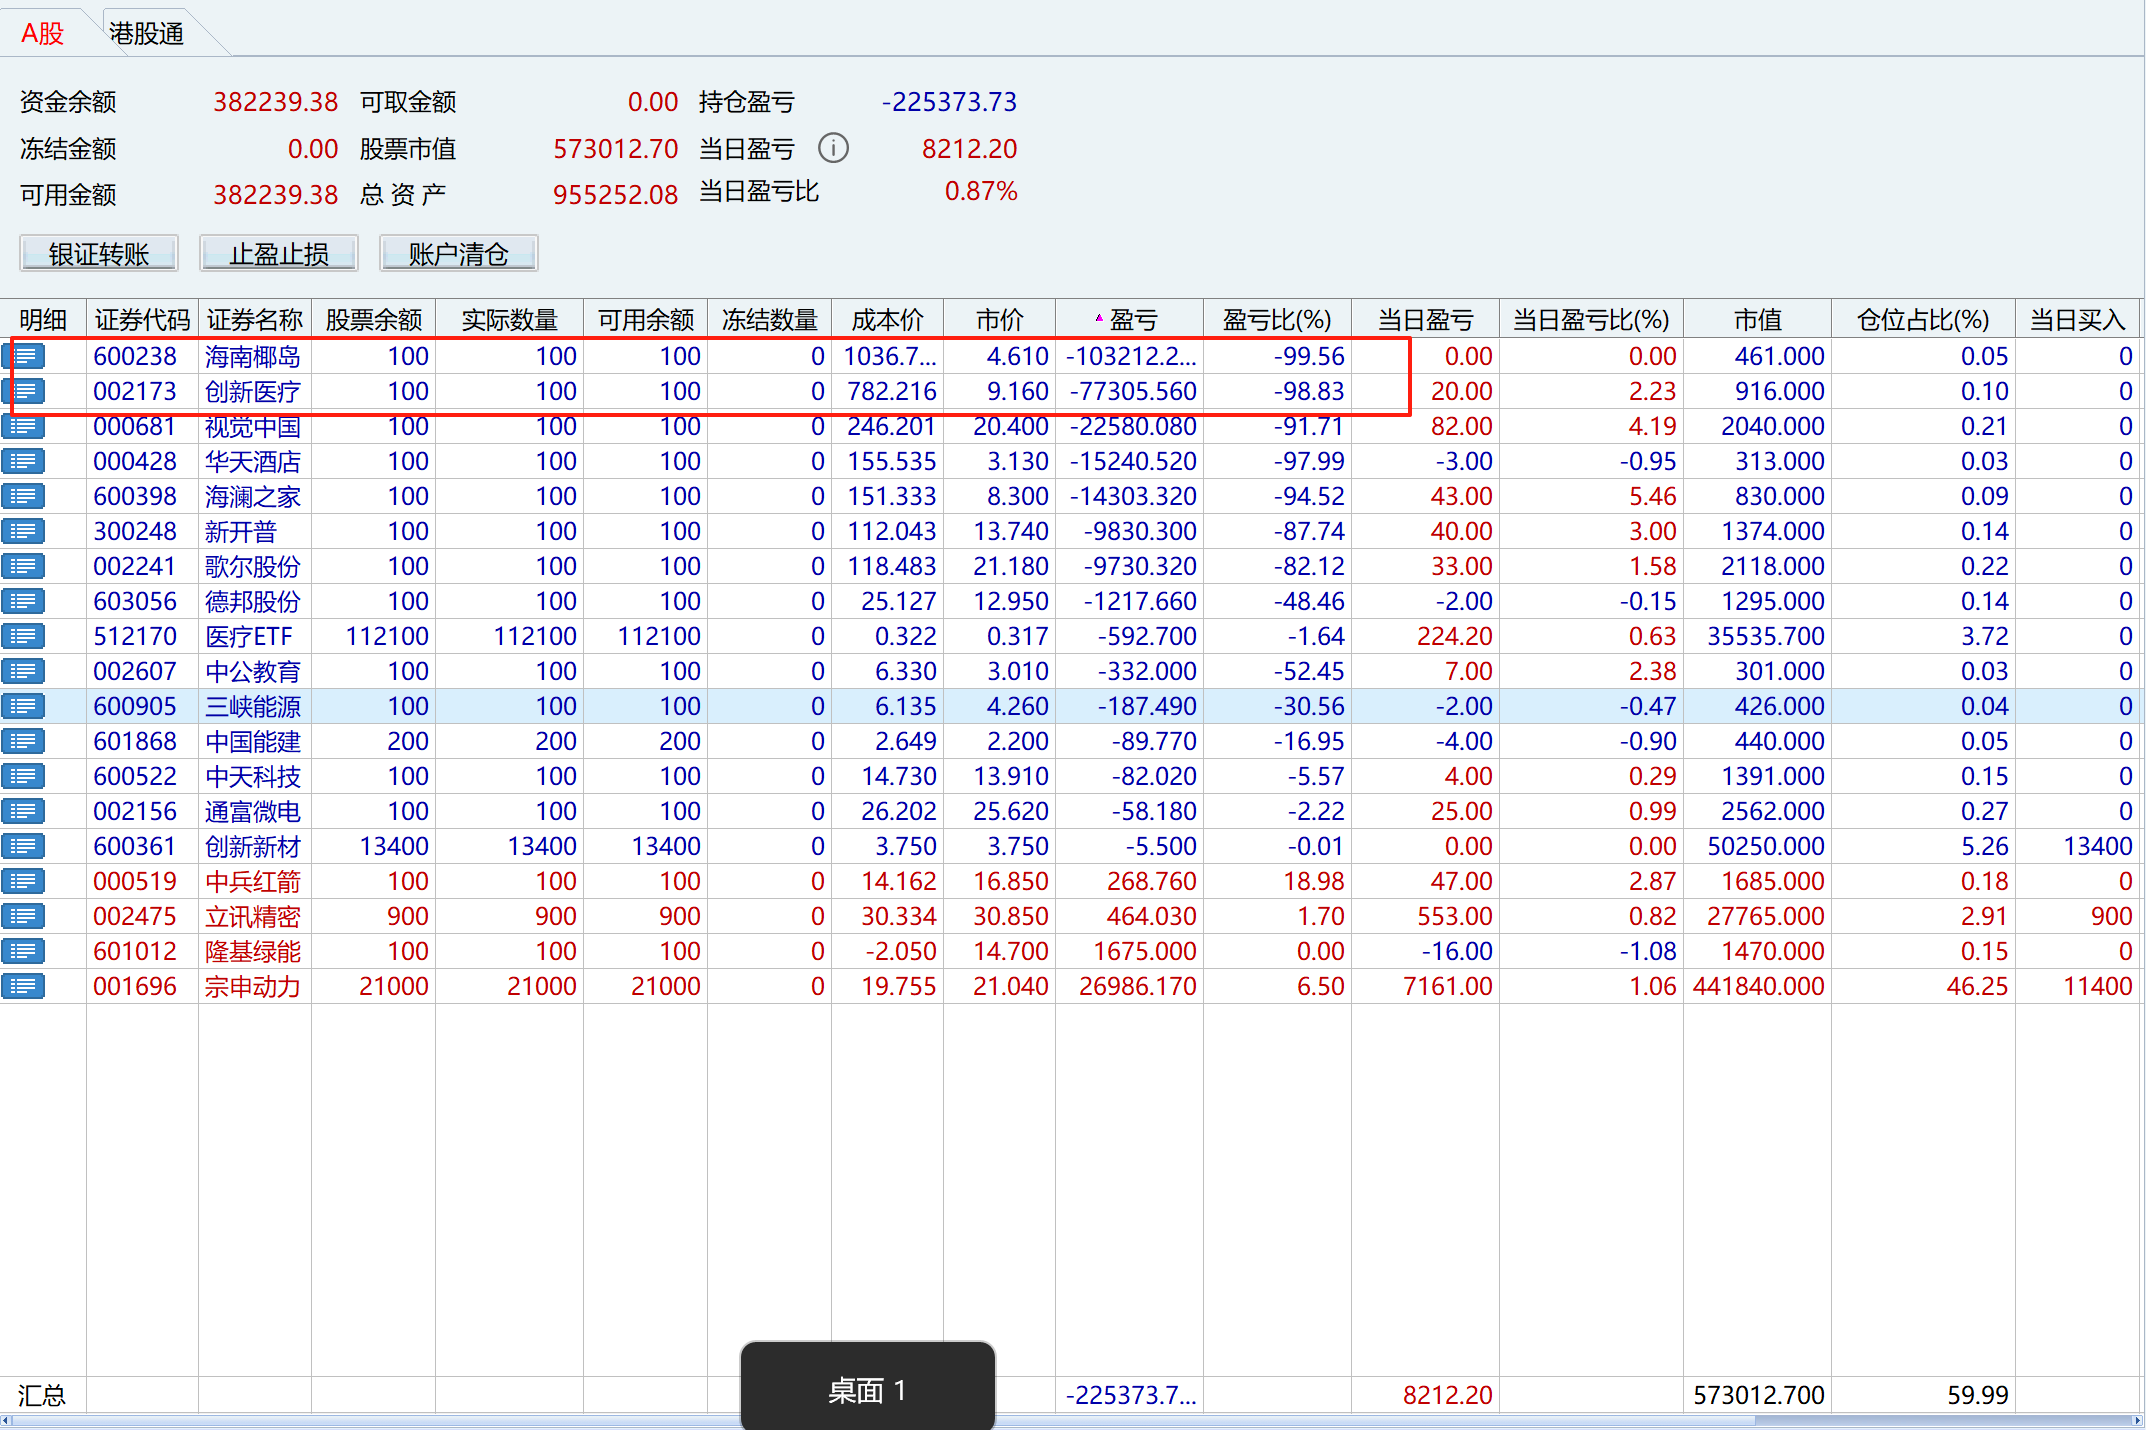 A股 港股通
资金余额 382239.38 可取金额 0.00 持仓盈亏 -225373.73
冻结金额 0.00 股票市值 573012.70 当日盈亏 8212.20
可用金额 382239.38 总 资 产 955252.08 当日盈亏比 0.87%
银证转账 止盈止损 账户清仓
明细 证券代码 证券名称 股票余额 实际数量 可用余额 冻结数量 成本价 市价 盈亏 盈亏比(%) 当日盈亏 当日盈亏比(%) 市值 仓位占比(%) 当日买入
600238 海南椰岛 100 100 100 0 1036.7... 4.610 -103212.2... -99.56 0.00 0.00 461.000 0.05 0
002173 创新医疗 100 100 100 0 782.216 9.160 -77305.560 -98.83 20.00 2.23 916.000 0.10 0
000681 视觉中国 100 100 100 0 246.201 20.400 -22580.080 -91.71 82.00 4.19 2040.000 0.21 0
000428 华天酒店 100 100 100 0 155.535 3.130 -15240.520 -97.99 -3.00 -0.95 313.000 0.03 0
600398 海澜之家 100 100 100 0 151.333 8.300 -14303.320 -94.52 43.00 5.46 830.000 0.09 0
300248 新开普 100 100 100 0 112.043 13.740 -9830.300 -87.74 40.00 3.00 1374.000 0.14 0
002241 歌尔股份 100 100 100 0 118.483 21.180 -9730.320 -82.12 33.00 1.58 2118.000 0.22 0
603056 德邦股份 100 100 100 0 25.127 12.950 -1217.660 -48.46 -2.00 -0.15 1295.000 0.14 0
512170 医疗ETF 112100 112100 112100 0 0.322 0.317 -592.700 -1.64 224.20 0.63 35535.700 3.72 0
002607 中公教育 100 100 100 0 6.330 3.010 -332.000 -52.45 7.00 2.38 301.000 0.03 0
600905 三峡能源 100 100 100 0 6.135 4.260 -187.490 -30.56 -2.00 -0.47 426.000 0.04 0
601868 中国能建 200 200 200 0 2.649 2.200 -89.770 -16.95 -4.00 -0.90 440.000 0.05 0
600522 中天科技 100 100 100 0 14.730 13.910 -82.020 -5.57 4.00 0.29 1391.000 0.15 0
002156 通富微电 100 100 100 0 26.202 25.620 -58.180 -2.22 25.00 0.99 2562.000 0.27 0
600361 创新新材 13400 13400 13400 0 3.750 3.750 -5.500 -0.01 0.00 0.00 50250.000 5.26 13400
000519 中兵红箭 100 100 100 0 14.162 16.850 268.760 18.98 47.00 2.87 1685.000 0.18 0
002475 立讯精密 900 900 900 0 30.334 30.850 464.030 1.70 553.00 0.82 27765.000 2.91 900
601012 隆基绿能 100 100 100 0 -2.050 14.700 1675.000 0.00 -16.00 -1.08 1470.000 0.15 0
001696 宗申动力 21000 21000 21000 0 19.755 21.040 26986.170 6.50 7161.00 1.06 441840.000 46.25 11400
桌面 1
汇总 -225373.7... 8212.20 573012.700 59.99